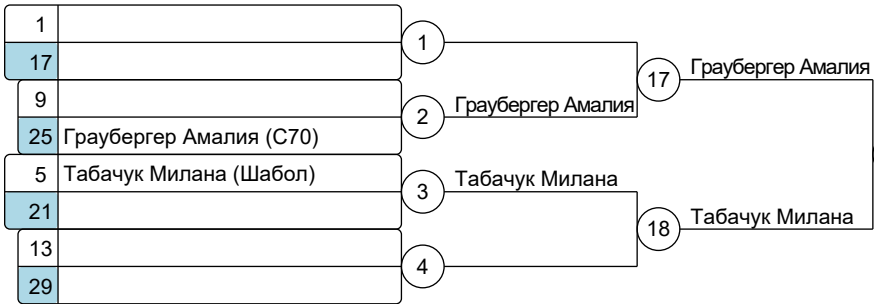 1
1
17
17 Граубергер Амалия
9
2 Граубергер Амалия
25 Граубергер Амалия (С70)
5 Табачук Милана (Шабол)
3 Табачук Милана
21
18 Табачук Милана
13
4
29